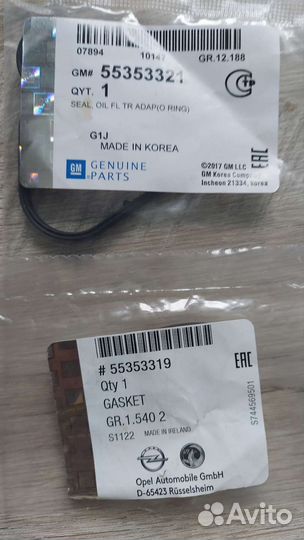 07894 10147 GR.12.188
GM# 55353321
QYT. 1
SEAL, OIL FL TR ADAP(O RING)
G1J
MADE IN KOREA
GM GENUINE PARTS
©2017 GM LLC
GM Korea Company
Incheon 21334, korea
EAC
# 55353319
Qty 1
GASKET
GR.1.540 2
S1122 MADE IN IRELAND
EAC
S744569501
Opel Automobile GmbH
D-65423 Rüsselsheim
Avito